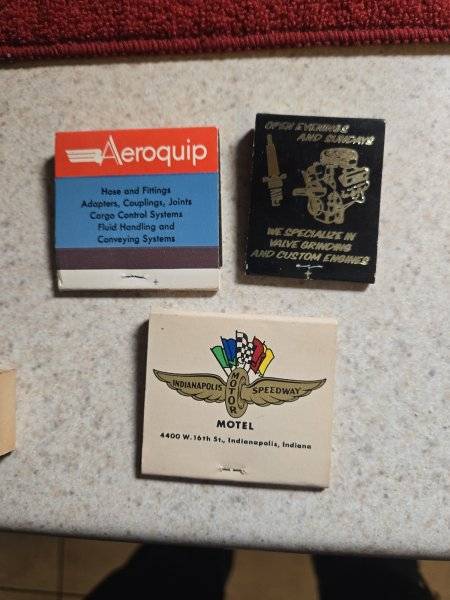 Aeroquip
Hose and Fittings
Adapters, Couplings, Joints
Cargo Control Systems
Fluid Handling and
Conveying Systems
OPEN EVENINGS
AND SUNDAYS
WE SPECIALIZE IN
VALVE GRINDING
AND CUSTOM ENGINES
INDIANAPOLIS MOTOR SPEEDWAY
MOTEL
4400 W. 16th St., Indianapolis, Indiana